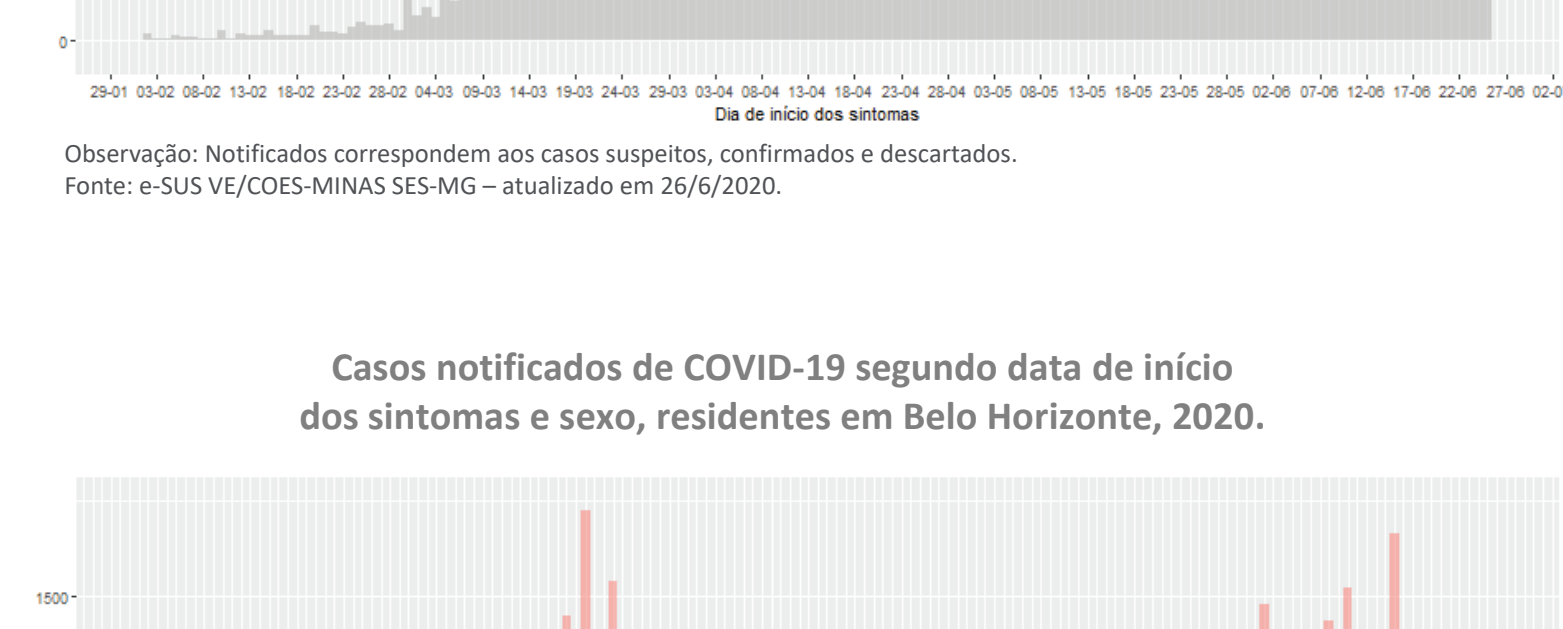 0
29-01 03-02 08-02 13-02 18-02 23-02 28-02 04-03 09-03 14-03 19-03 24-03 29-03 03-04 08-04 13-04 18-04 23-04 28-04 03-05 08-05 13-05 18-05 23-05 28-05 02-06 07-06 12-06 17-06 22-06 27-06 02-0
Dia de início dos sintomas
Observação: Notificados correspondem aos casos suspeitos, confirmados e descartados.
Fonte: e-SUS VE/COES-MINAS SES-MG – atualizado em 26/6/2020.
Casos notificados de COVID-19 segundo data de início
dos sintomas e sexo, residentes em Belo Horizonte, 2020.
1500